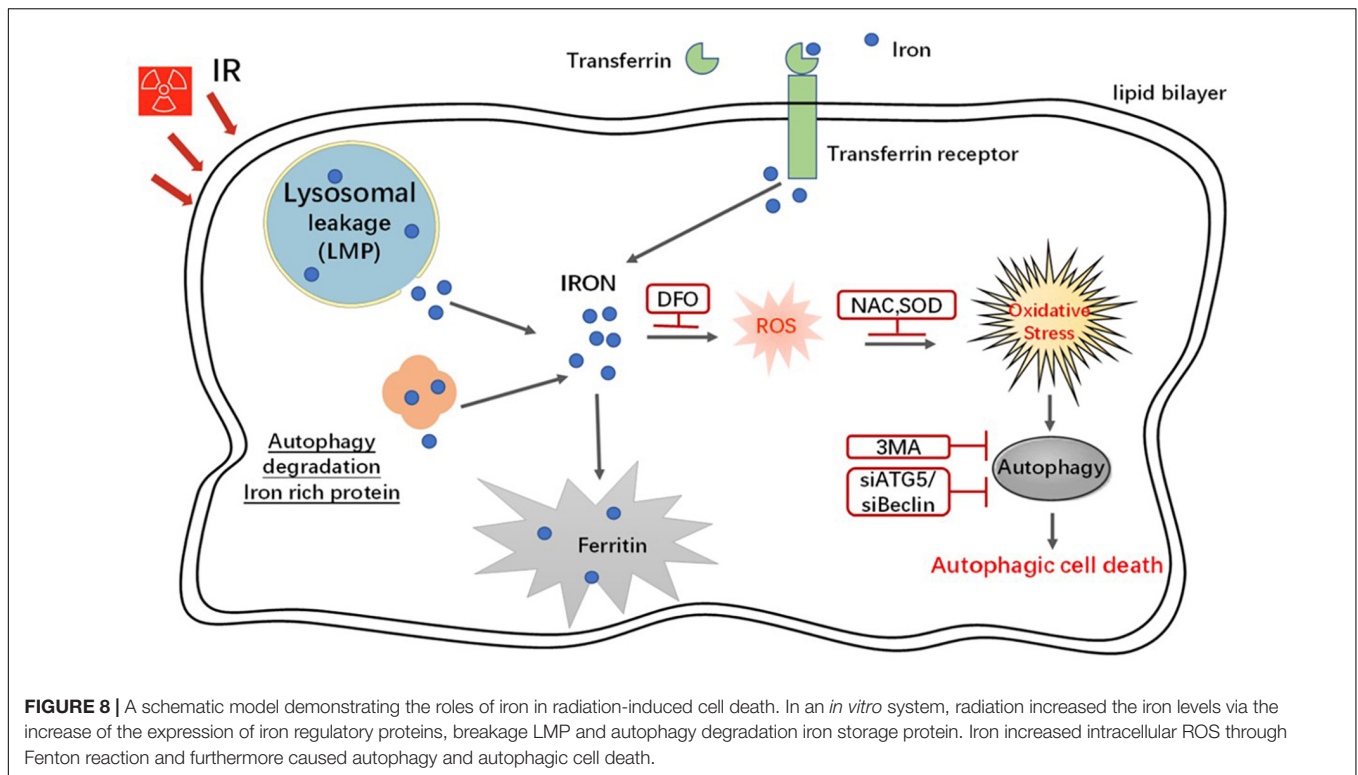 IR
Transferrin
Iron
lipid bilayer
Transferrin receptor
Lysosomal
leakage
(LMP)
IRON
DFO
ROS
NAC,SOD
Oxidative
Stress
Autophagy
degradation
Iron rich protein
Ferritin
3MA
siATG5/
siBeclin
Autophagy
Autophagic cell death
FIGURE 8 | A schematic model demonstrating the roles of iron in radiation-induced cell death. In an in vitro system, radiation increased the iron levels via the
increase of the expression of iron regulatory proteins, breakage LMP and autophagy degradation iron storage protein. Iron increased intracellular ROS through
Fenton reaction and furthermore caused autophagy and autophagic cell death.